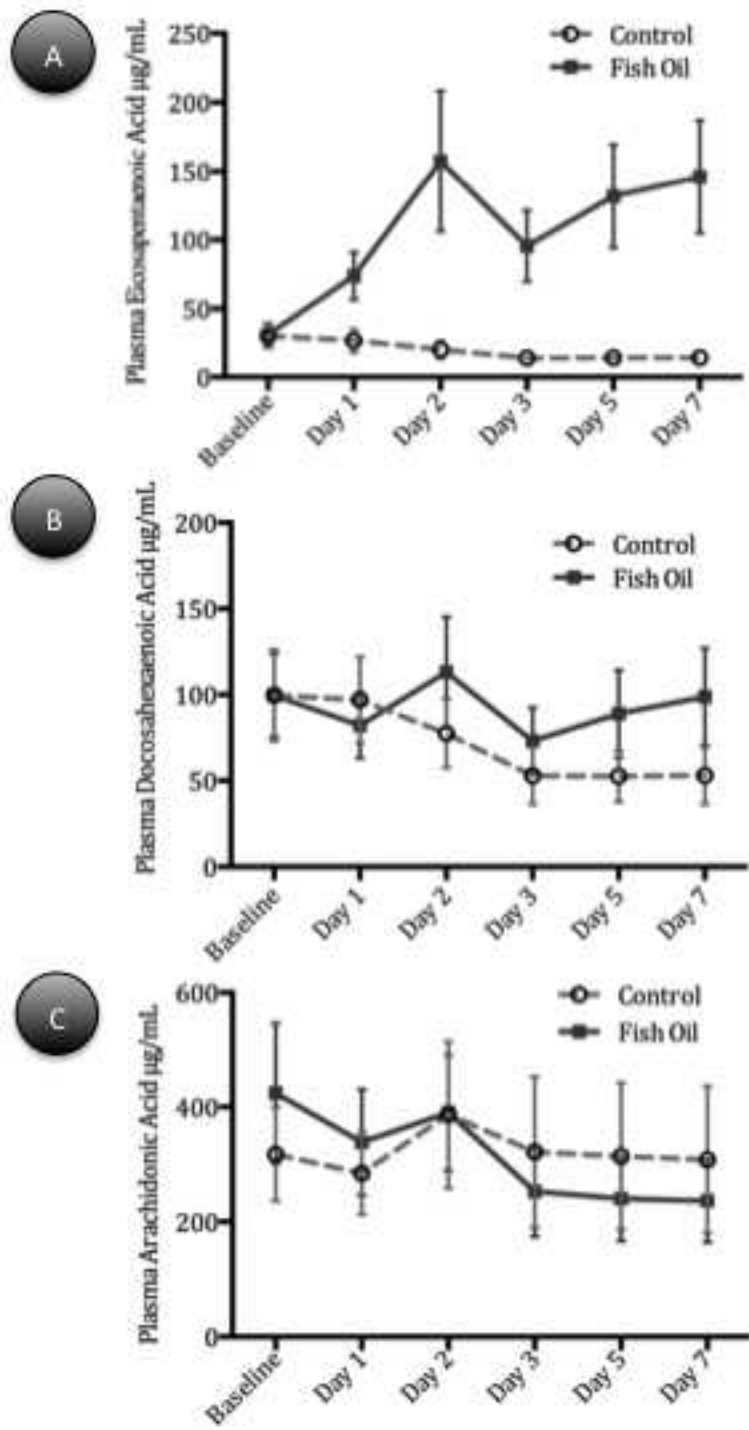 A
Plasma Eicosapentaenoic Acid µg/mL
250
200
150
100
50
0
Control
Fish Oil
Baseline
Day 1
Day 2
Day 3
Day 5
Day 7
B
Plasma Docosahexaenoic Acid µg/mL
200
150
100
50
0
Control
Fish Oil
Baseline
Day 1
Day 2
Day 3
Day 5
Day 7
C
Plasma Arachidonic Acid µg/mL
600
400
200
0
Control
Fish Oil
Baseline
Day 1
Day 2
Day 3
Day 5
Day 7